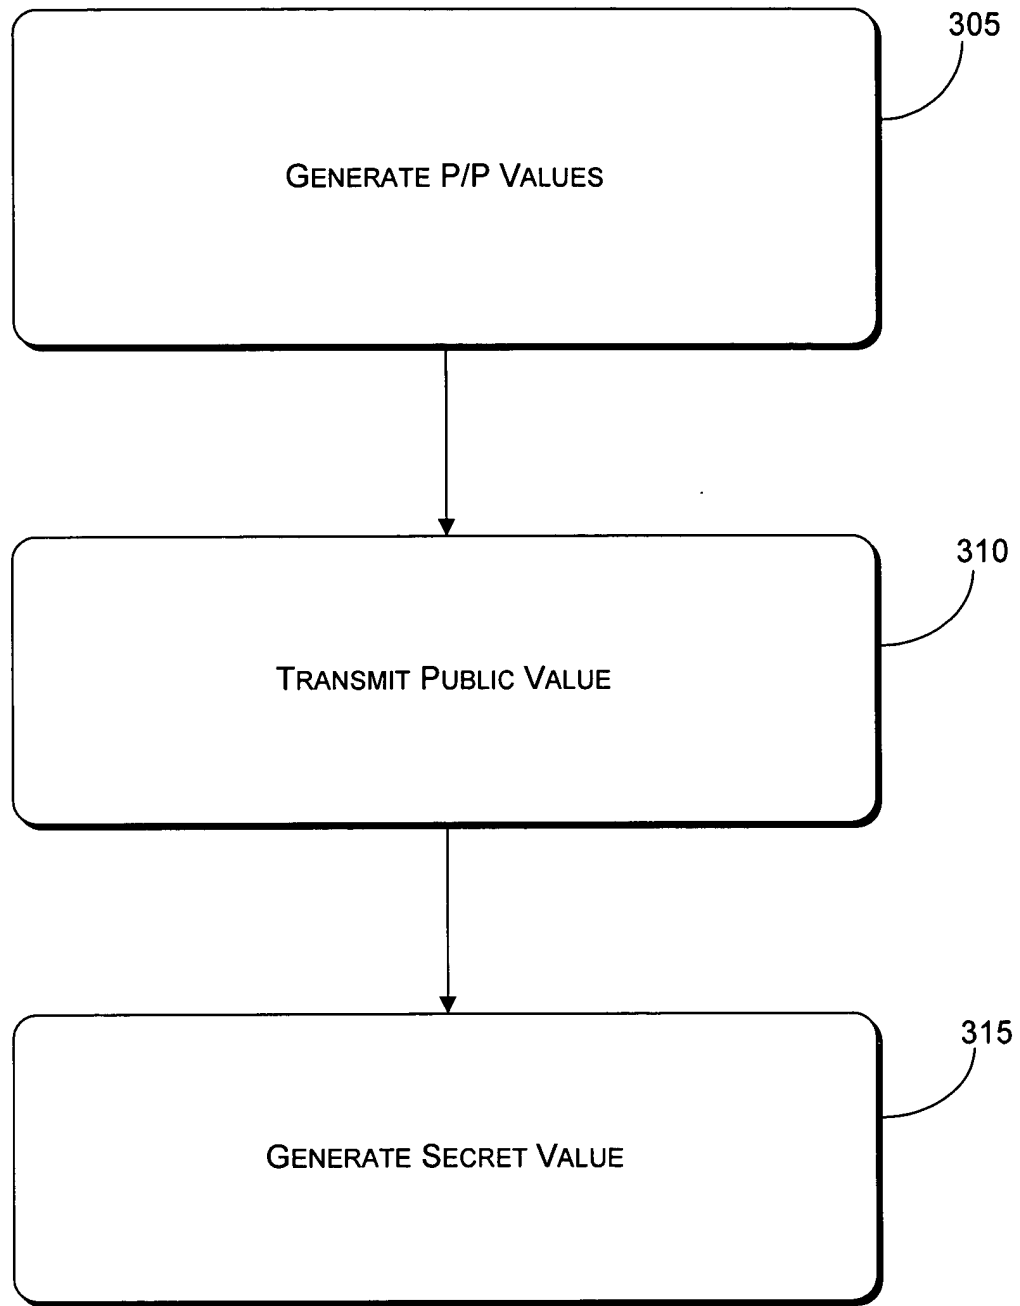 305
GENERATE P/P VALUES
310
TRANSMIT PUBLIC VALUE
315
GENERATE SECRET VALUE